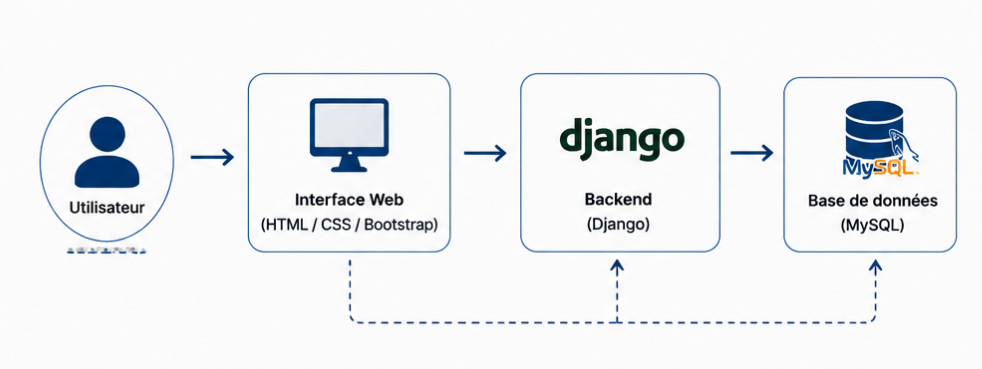 Utilisateur
Interface Web
(HTML / CSS / Bootstrap)
django
Backend
(Django)
MySQL
Base de données
(MySQL)